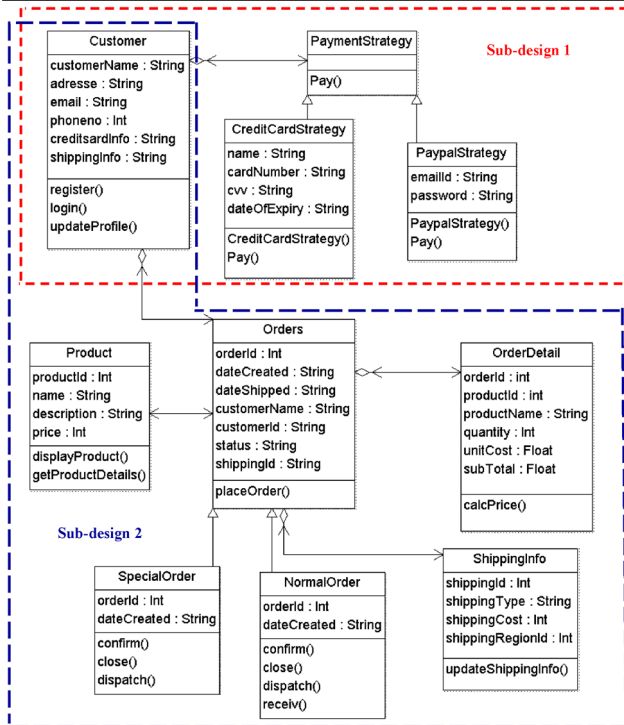 Customer
customerName : String
adresse : String
email : String
phoneno : Int
creditsardInfo : String
shippingInfo : String
register()
login()
updateProfile()
PaymentStrategy
Pay()
Sub-design 1
CreditCardStrategy
name : String
cardNumber : String
cvv : String
dateOfExpiry : String
CreditCardStrategy()
Pay()
PaypalStrategy
emailId : String
password : String
PaypalStrategy()
Pay()
Orders
orderId : Int
dateCreated : String
dateShipped : String
customerName : String
customerId : String
status : String
shippingId : String
placeOrder()
Product
productId : Int
name : String
description : String
price : Int
displayProduct()
getProductDetails()
OrderDetail
orderId : int
productId : int
productName : String
quantity : Int
unitCost : Float
subTotal : Float
calcPrice()
Sub-design 2
SpecialOrder
orderId : Int
dateCreated : String
confirm()
close()
dispatch()
NormalOrder
orderId : Int
dateCreated : String
confirm()
close()
dispatch()
receiv()
ShippingInfo
shippingId : Int
shippingType : String
shippingCost : Int
shippingRegionId : Int
updateShippingInfo()